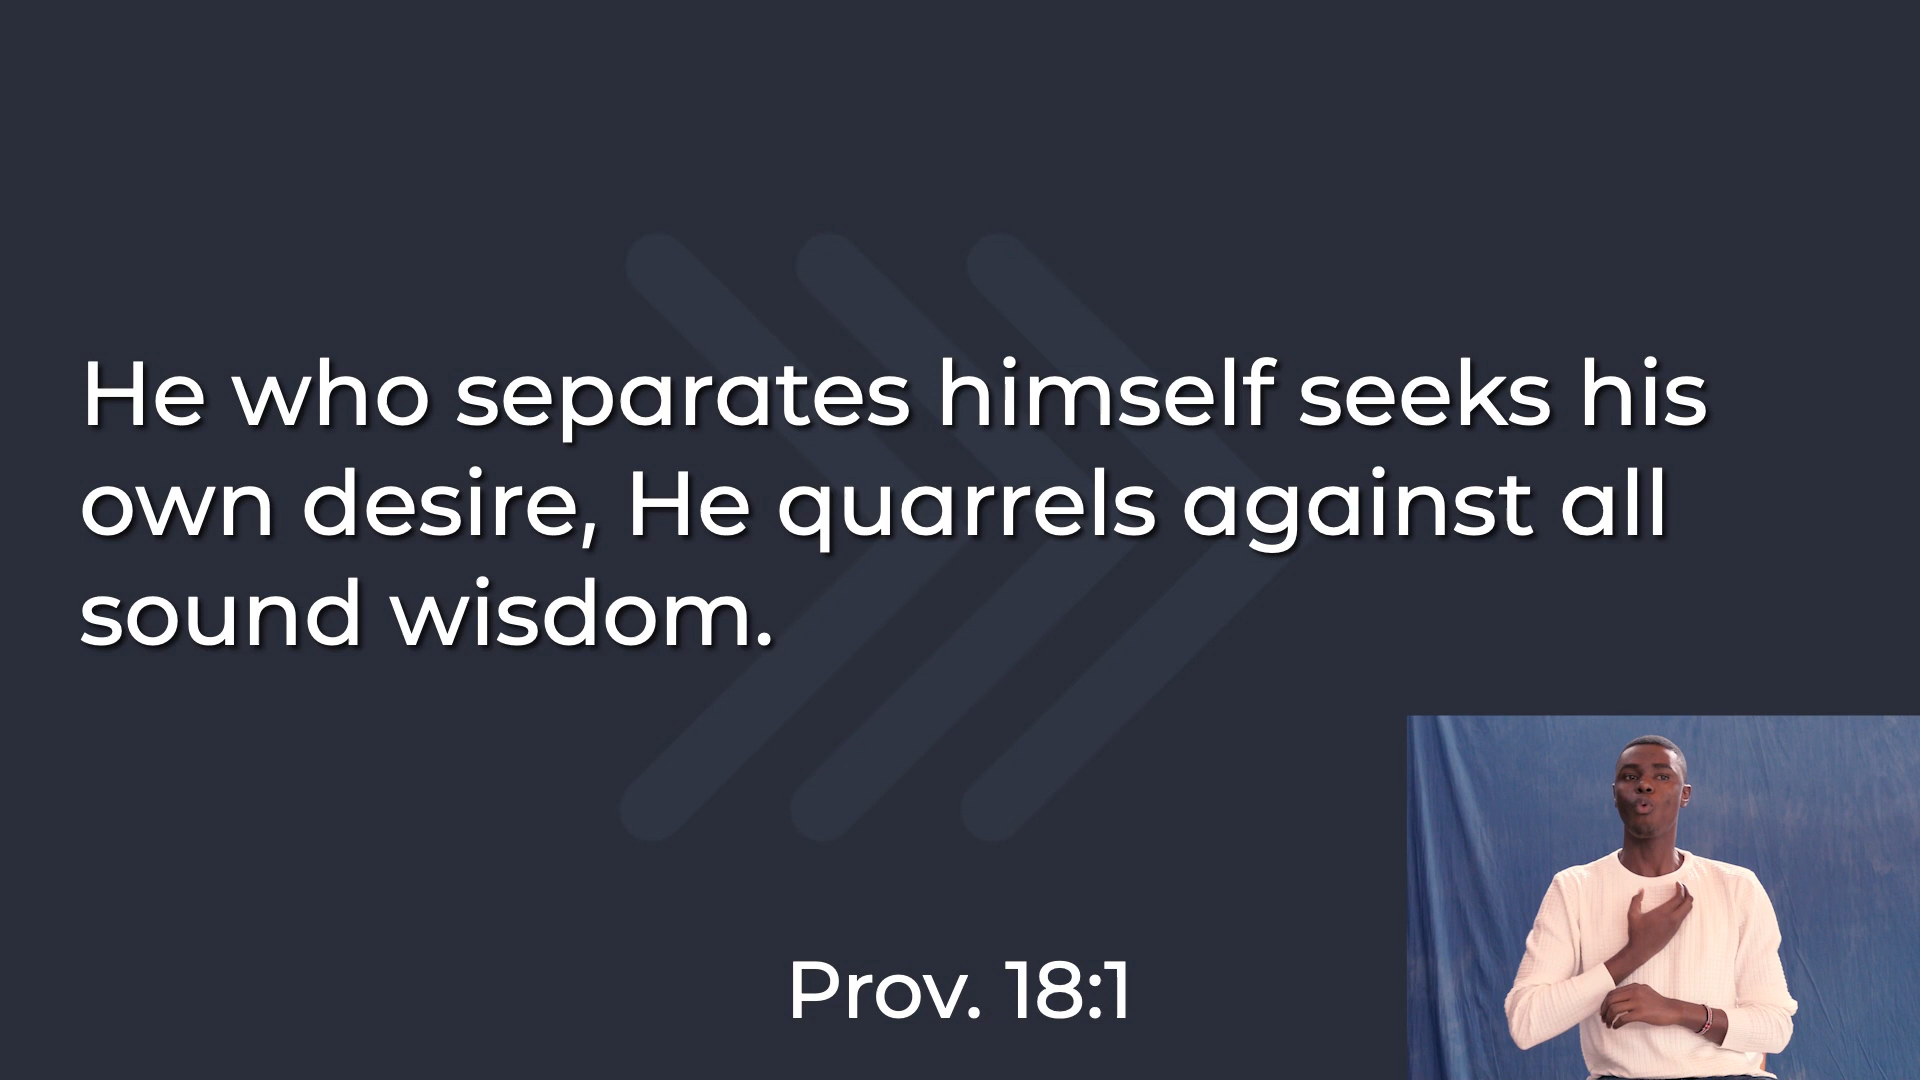 He who separates himself seeks his
own desire, He quarrels against all
sound wisdom.
Prov. 18:1